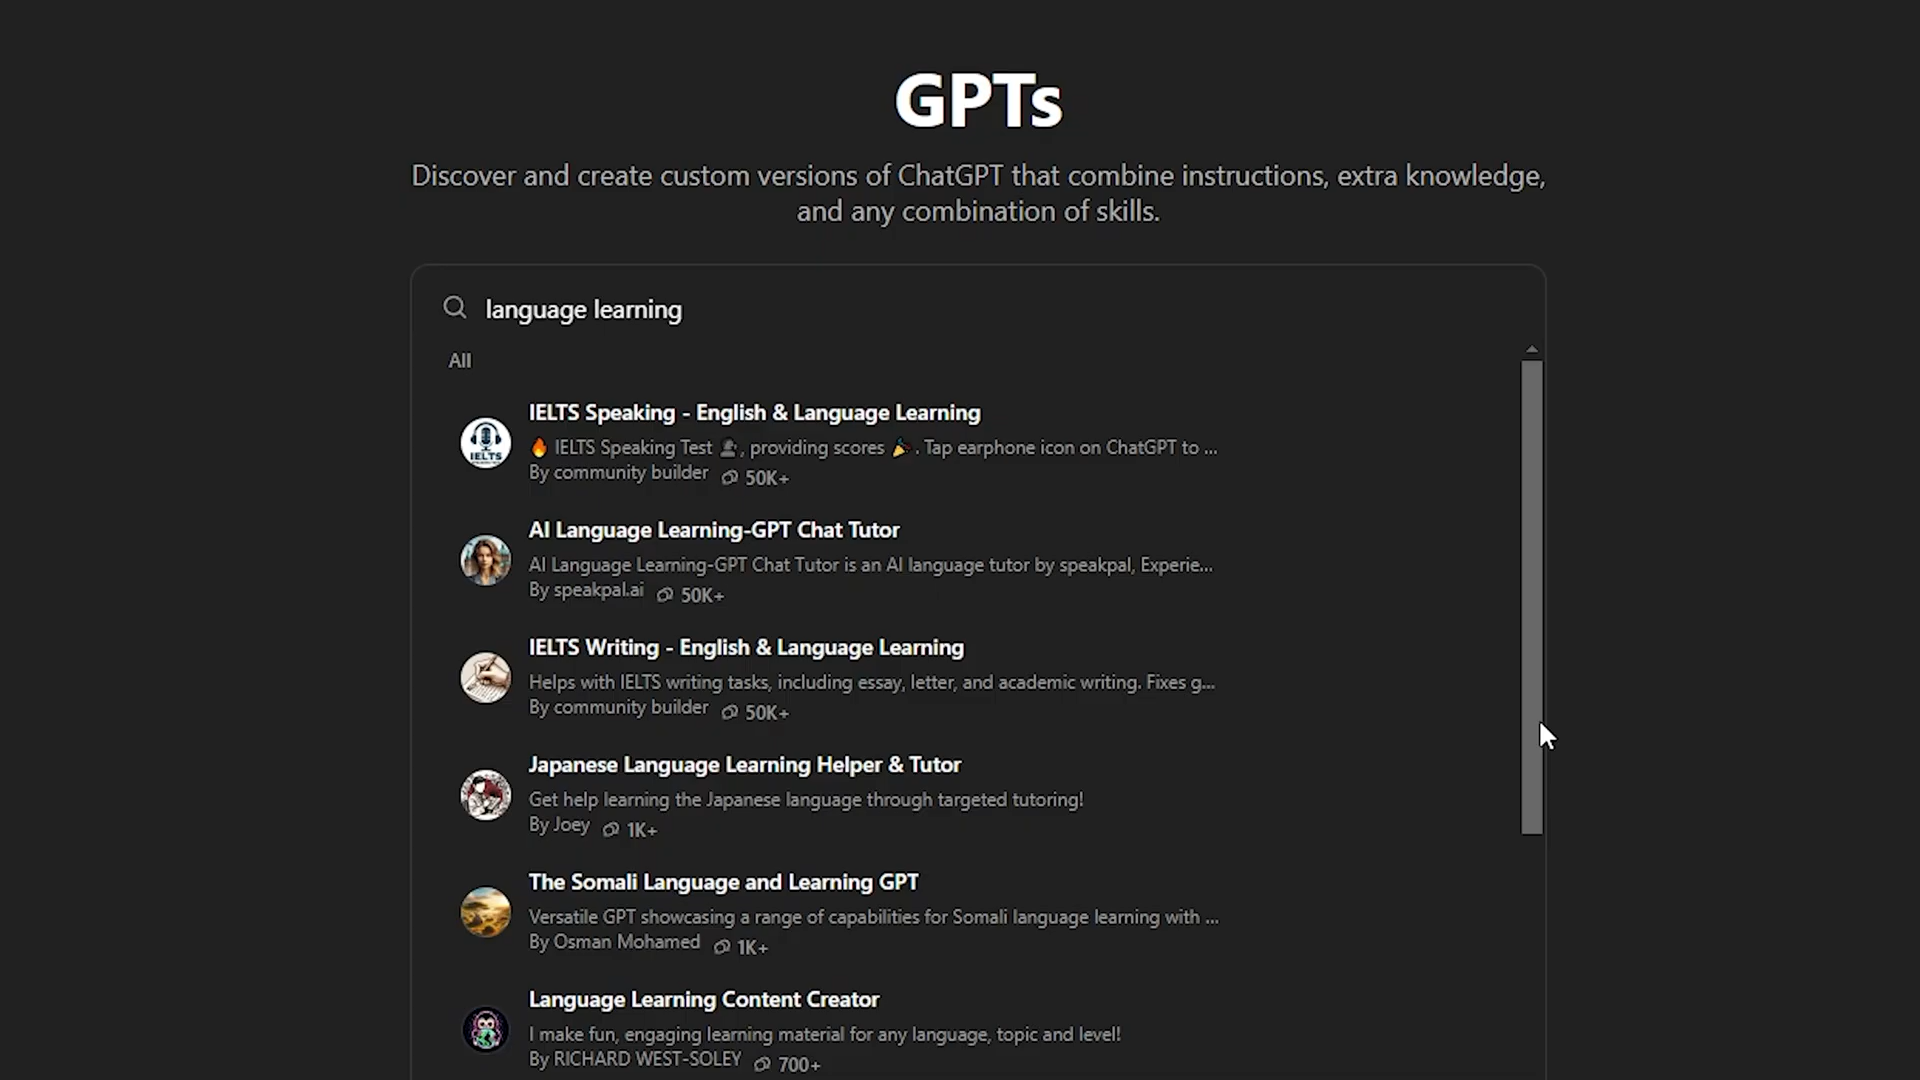 GPTs
Discover and create custom versions of ChatGPT that combine instructions, extra knowledge,
and any combination of skills.
language learning
All
IELTS Speaking - English & Language Learning
🔥 IELTS Speaking Test 🗣️, providing scores 🎉. Tap earphone icon on ChatGPT to ...
By community builder 50K+
IELTS
AI Language Learning-GPT Chat Tutor
AI Language Learning-GPT Chat Tutor is an AI language tutor by speakpal, Experie...
By speakpal.ai 50K+
IELTS Writing - English & Language Learning
Helps with IELTS writing tasks, including essay, letter, and academic writing. Fixes g...
By community builder 50K+
Japanese Language Learning Helper & Tutor
Get help learning the Japanese language through targeted tutoring!
By Joey 1K+
The Somali Language and Learning GPT
Versatile GPT showcasing a range of capabilities for Somali language learning with ...
By Osman Mohamed 1K+
Language Learning Content Creator
I make fun, engaging learning material for any language, topic and level!
By RICHARD WEST-SOLEY 700+